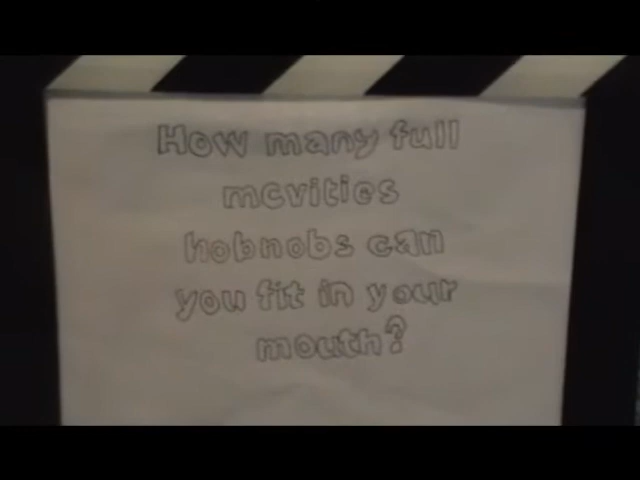 How many full
mcvities
hobnobs can
you fit in your
mouth?